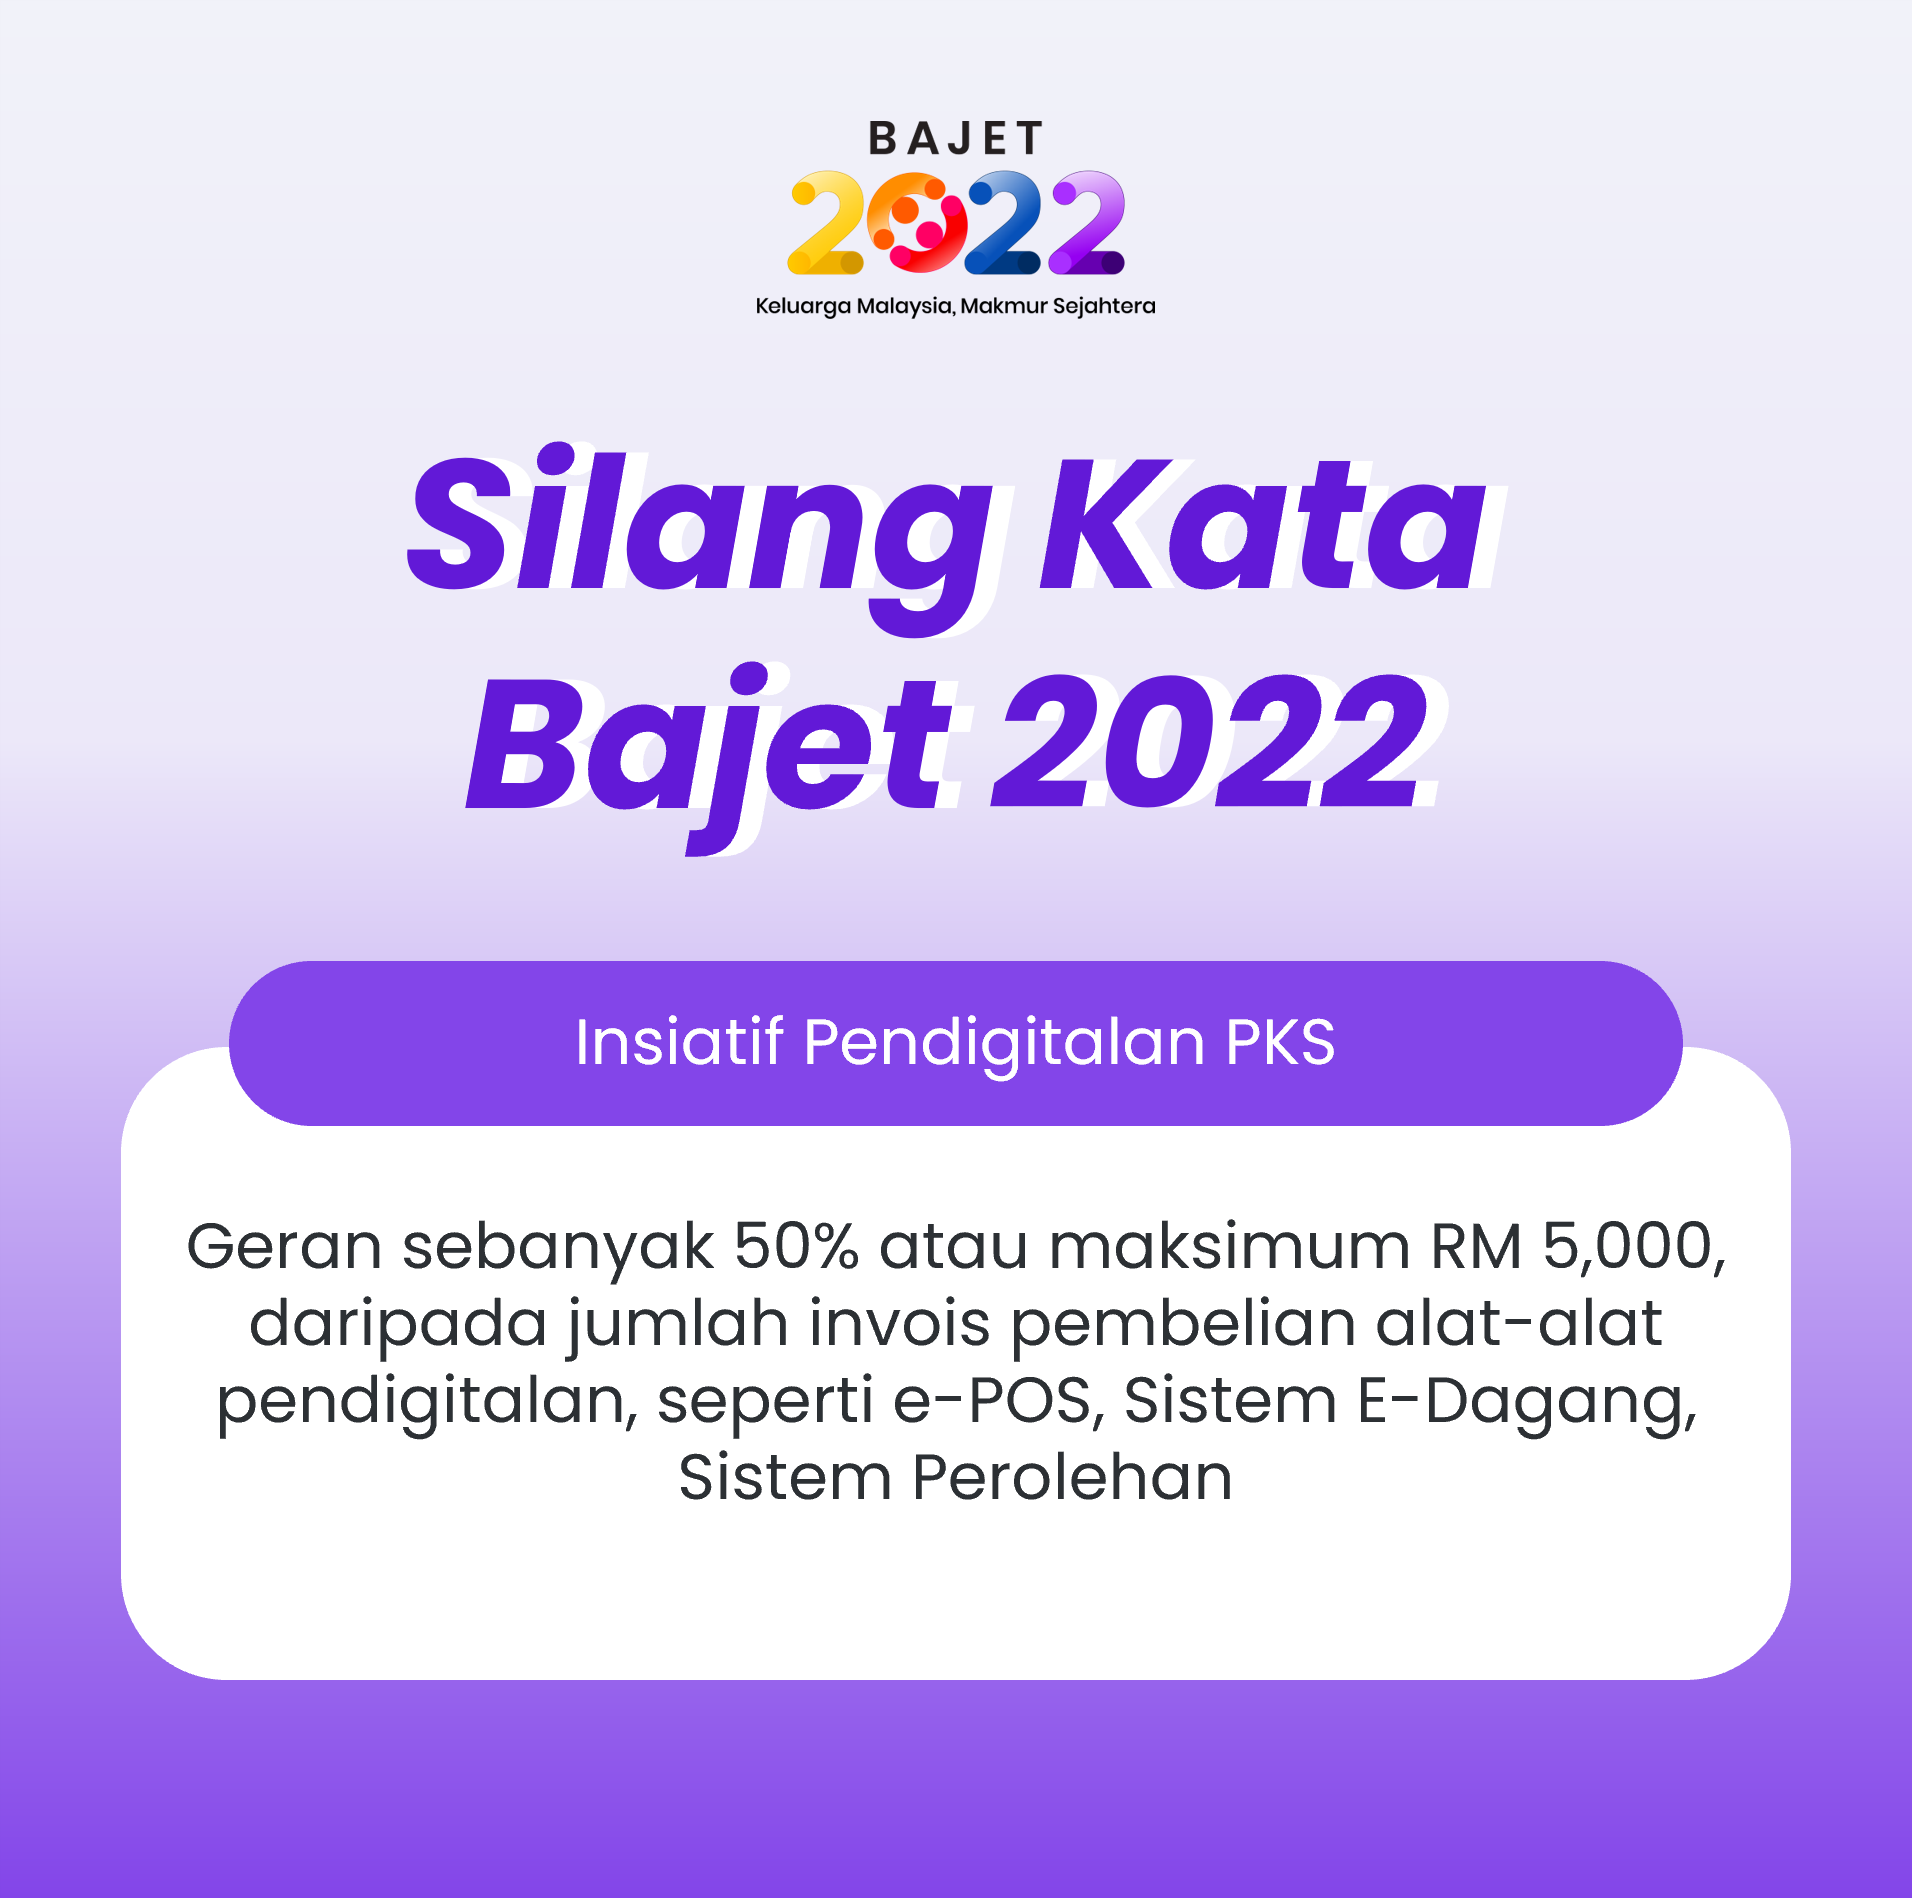 BAJET
2022
Keluarga Malaysia, Makmur Sejahtera
Silang Kata
Bajet 2022
Insiatif Pendigitalan PKS
Geran sebanyak 50% atau maksimum RM 5,000,
daripada jumlah invois pembelian alat-alat
pendigitalan, seperti e-POS, Sistem E-Dagang,
Sistem Perolehan